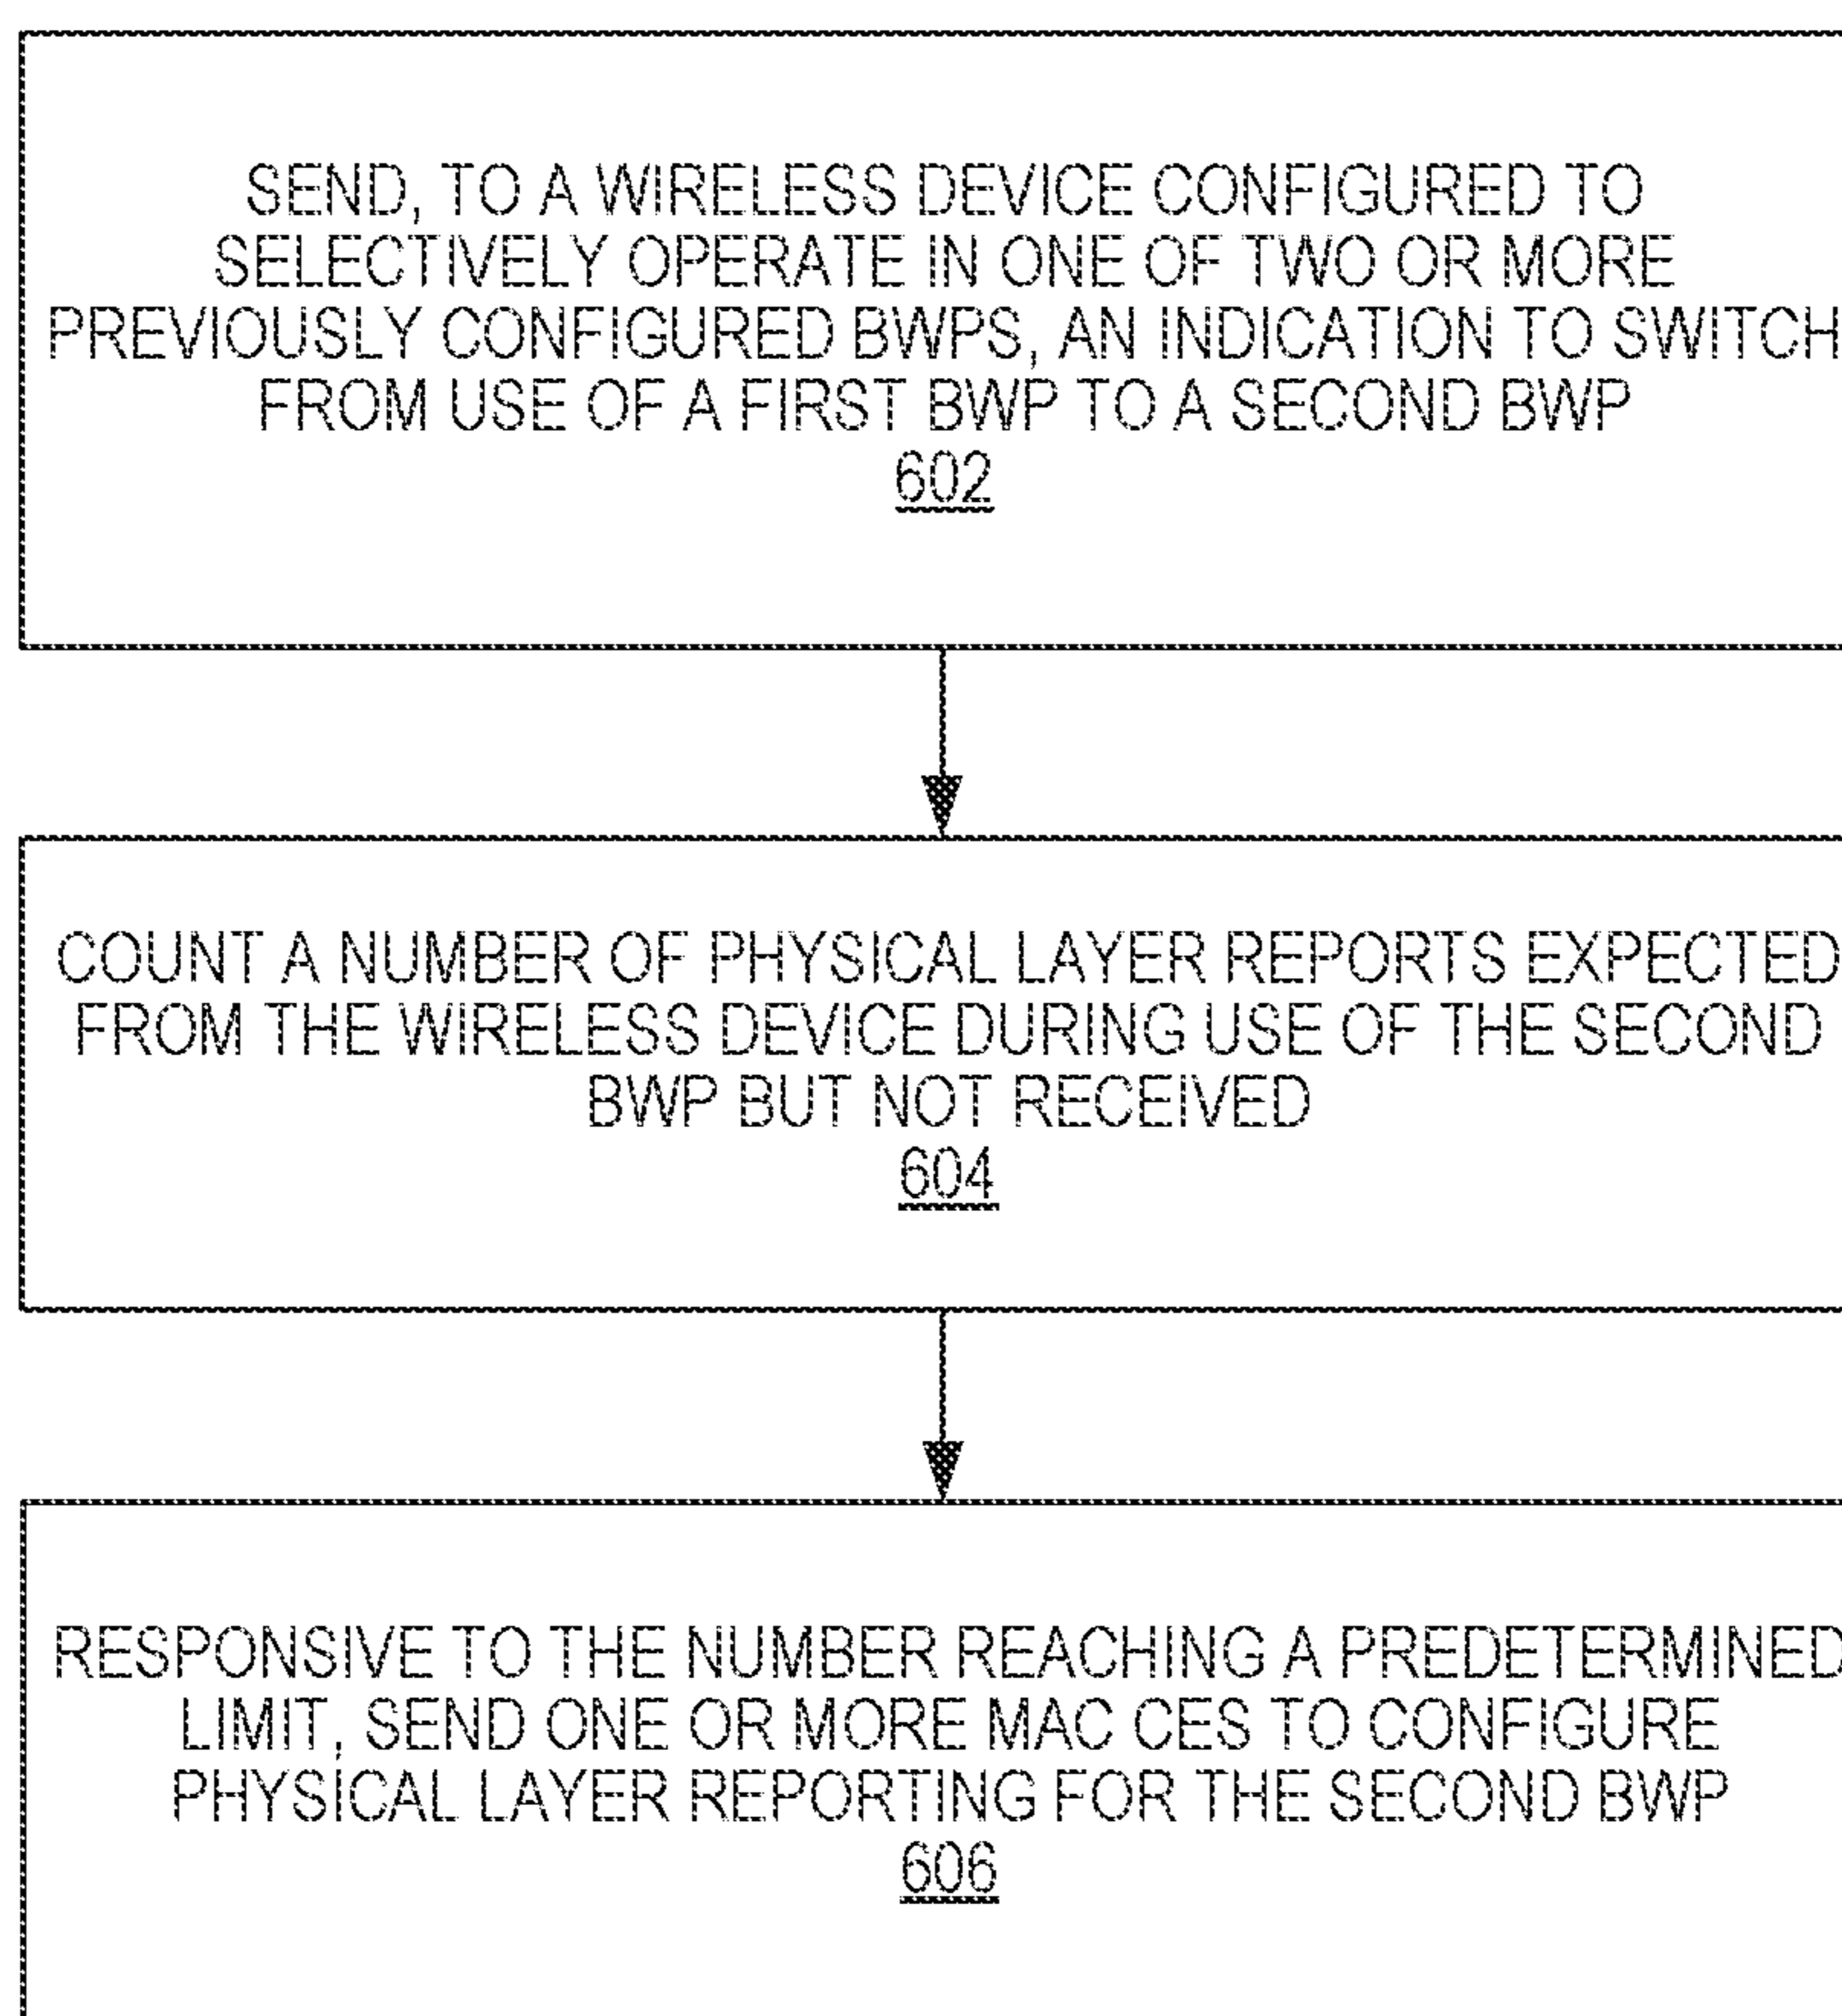 SEND, TO A WIRELESS DEVICE CONFIGURED TO
SELECTIVELY OPERATE IN ONE OF TWO OR MORE
PREVIOUSLY CONFIGURED BWPS, AN INDICATION TO SWITCH
FROM USE OF A FIRST BWP TO A SECOND BWP
602
COUNT A NUMBER OF PHYSICAL LAYER REPORTS EXPECTED
FROM THE WIRELESS DEVICE DURING USE OF THE SECOND
BWP BUT NOT RECEIVED
604
RESPONSIVE TO THE NUMBER REACHING A PREDETERMINED
LIMIT, SEND ONE OR MORE MAC CES TO CONFIGURE
PHYSICAL LAYER REPORTING FOR THE SECOND BWP
606